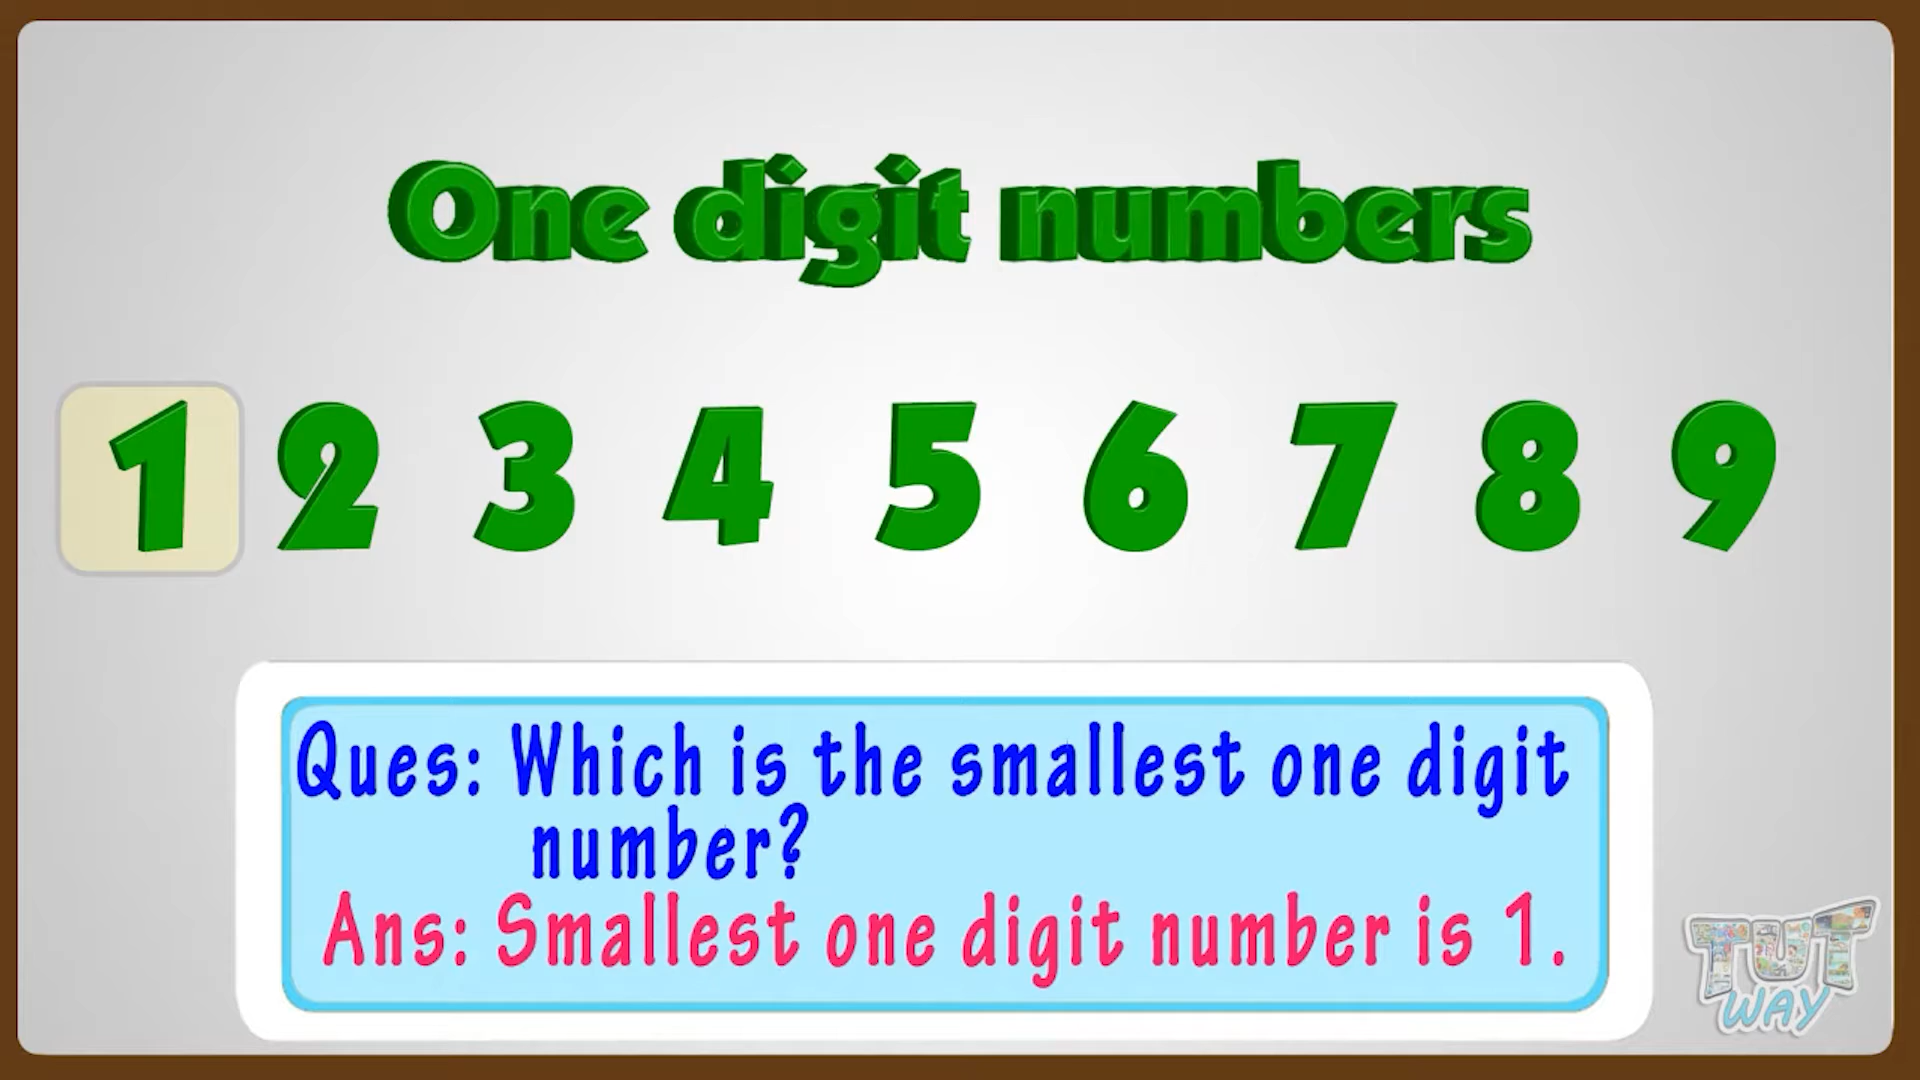 One digit numbers
1 2 3 4 5 6 7 8 9
Ques: Which is the smallest one digit
number?
Ans: Smallest one digit number is 1.
TUT
WAY